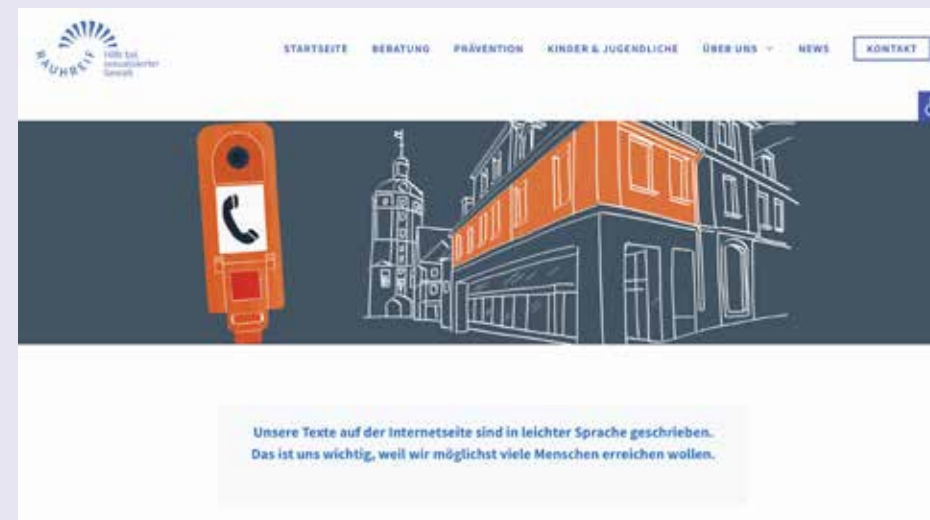 RAUHREIF
Hilfe bei
sexualisierter
Gewalt
STARTSEITE BERATUNG PRÄVENTION KINDER & JUGENDLICHE ÜBER UNS NEWS KONTAKT
Unsere Texte auf der Internetseite sind in leichter Sprache geschrieben.
Das ist uns wichtig, weil wir möglichst viele Menschen erreichen wollen.